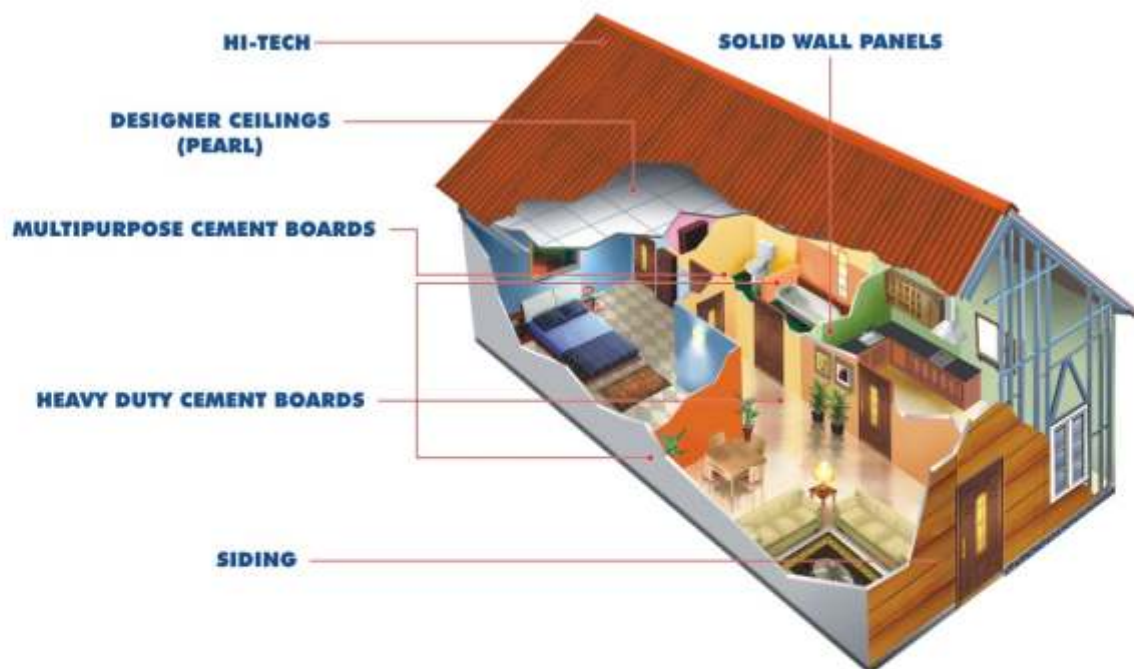 HI-TECH
SOLID WALL PANELS
DESIGNER CEILINGS
(PEARL)
MULTIPURPOSE CEMENT BOARDS
HEAVY DUTY CEMENT BOARDS
SIDING